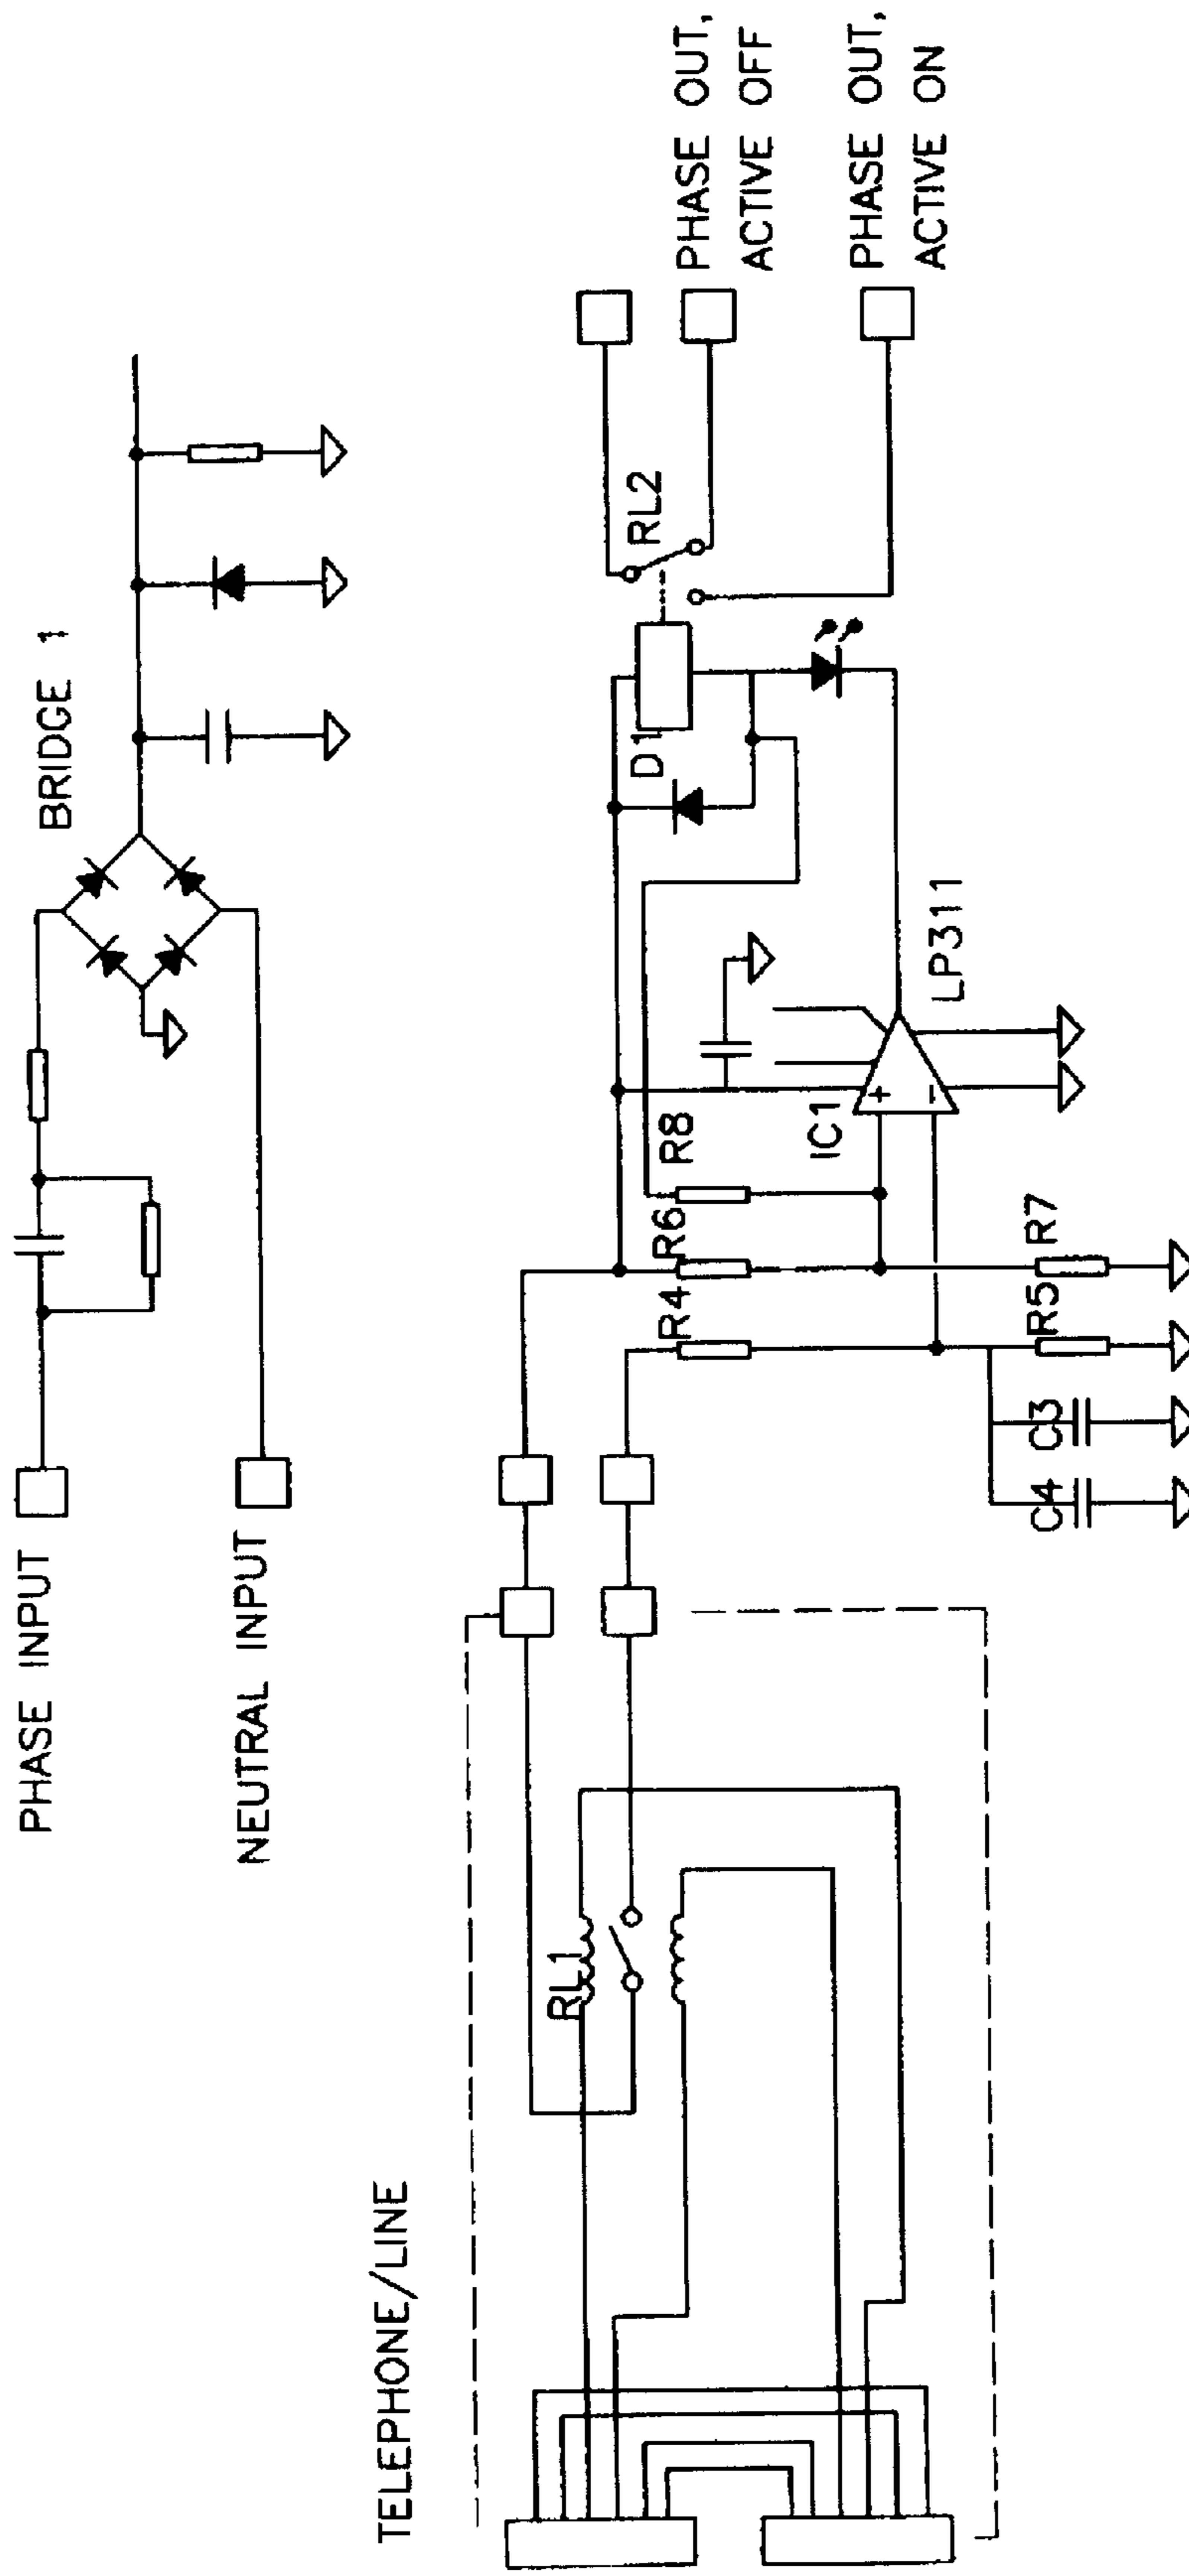 PHASE INPUT
BRIDGE 1
NEUTRAL INPUT
TELEPHONE/LINE
RL1
R4
R6
R8
D1
RL2
PHASE OUT,
ACTIVE OFF
PHASE OUT,
ACTIVE ON
IC1
+
-
LP3111
C4
C3
R5
R7